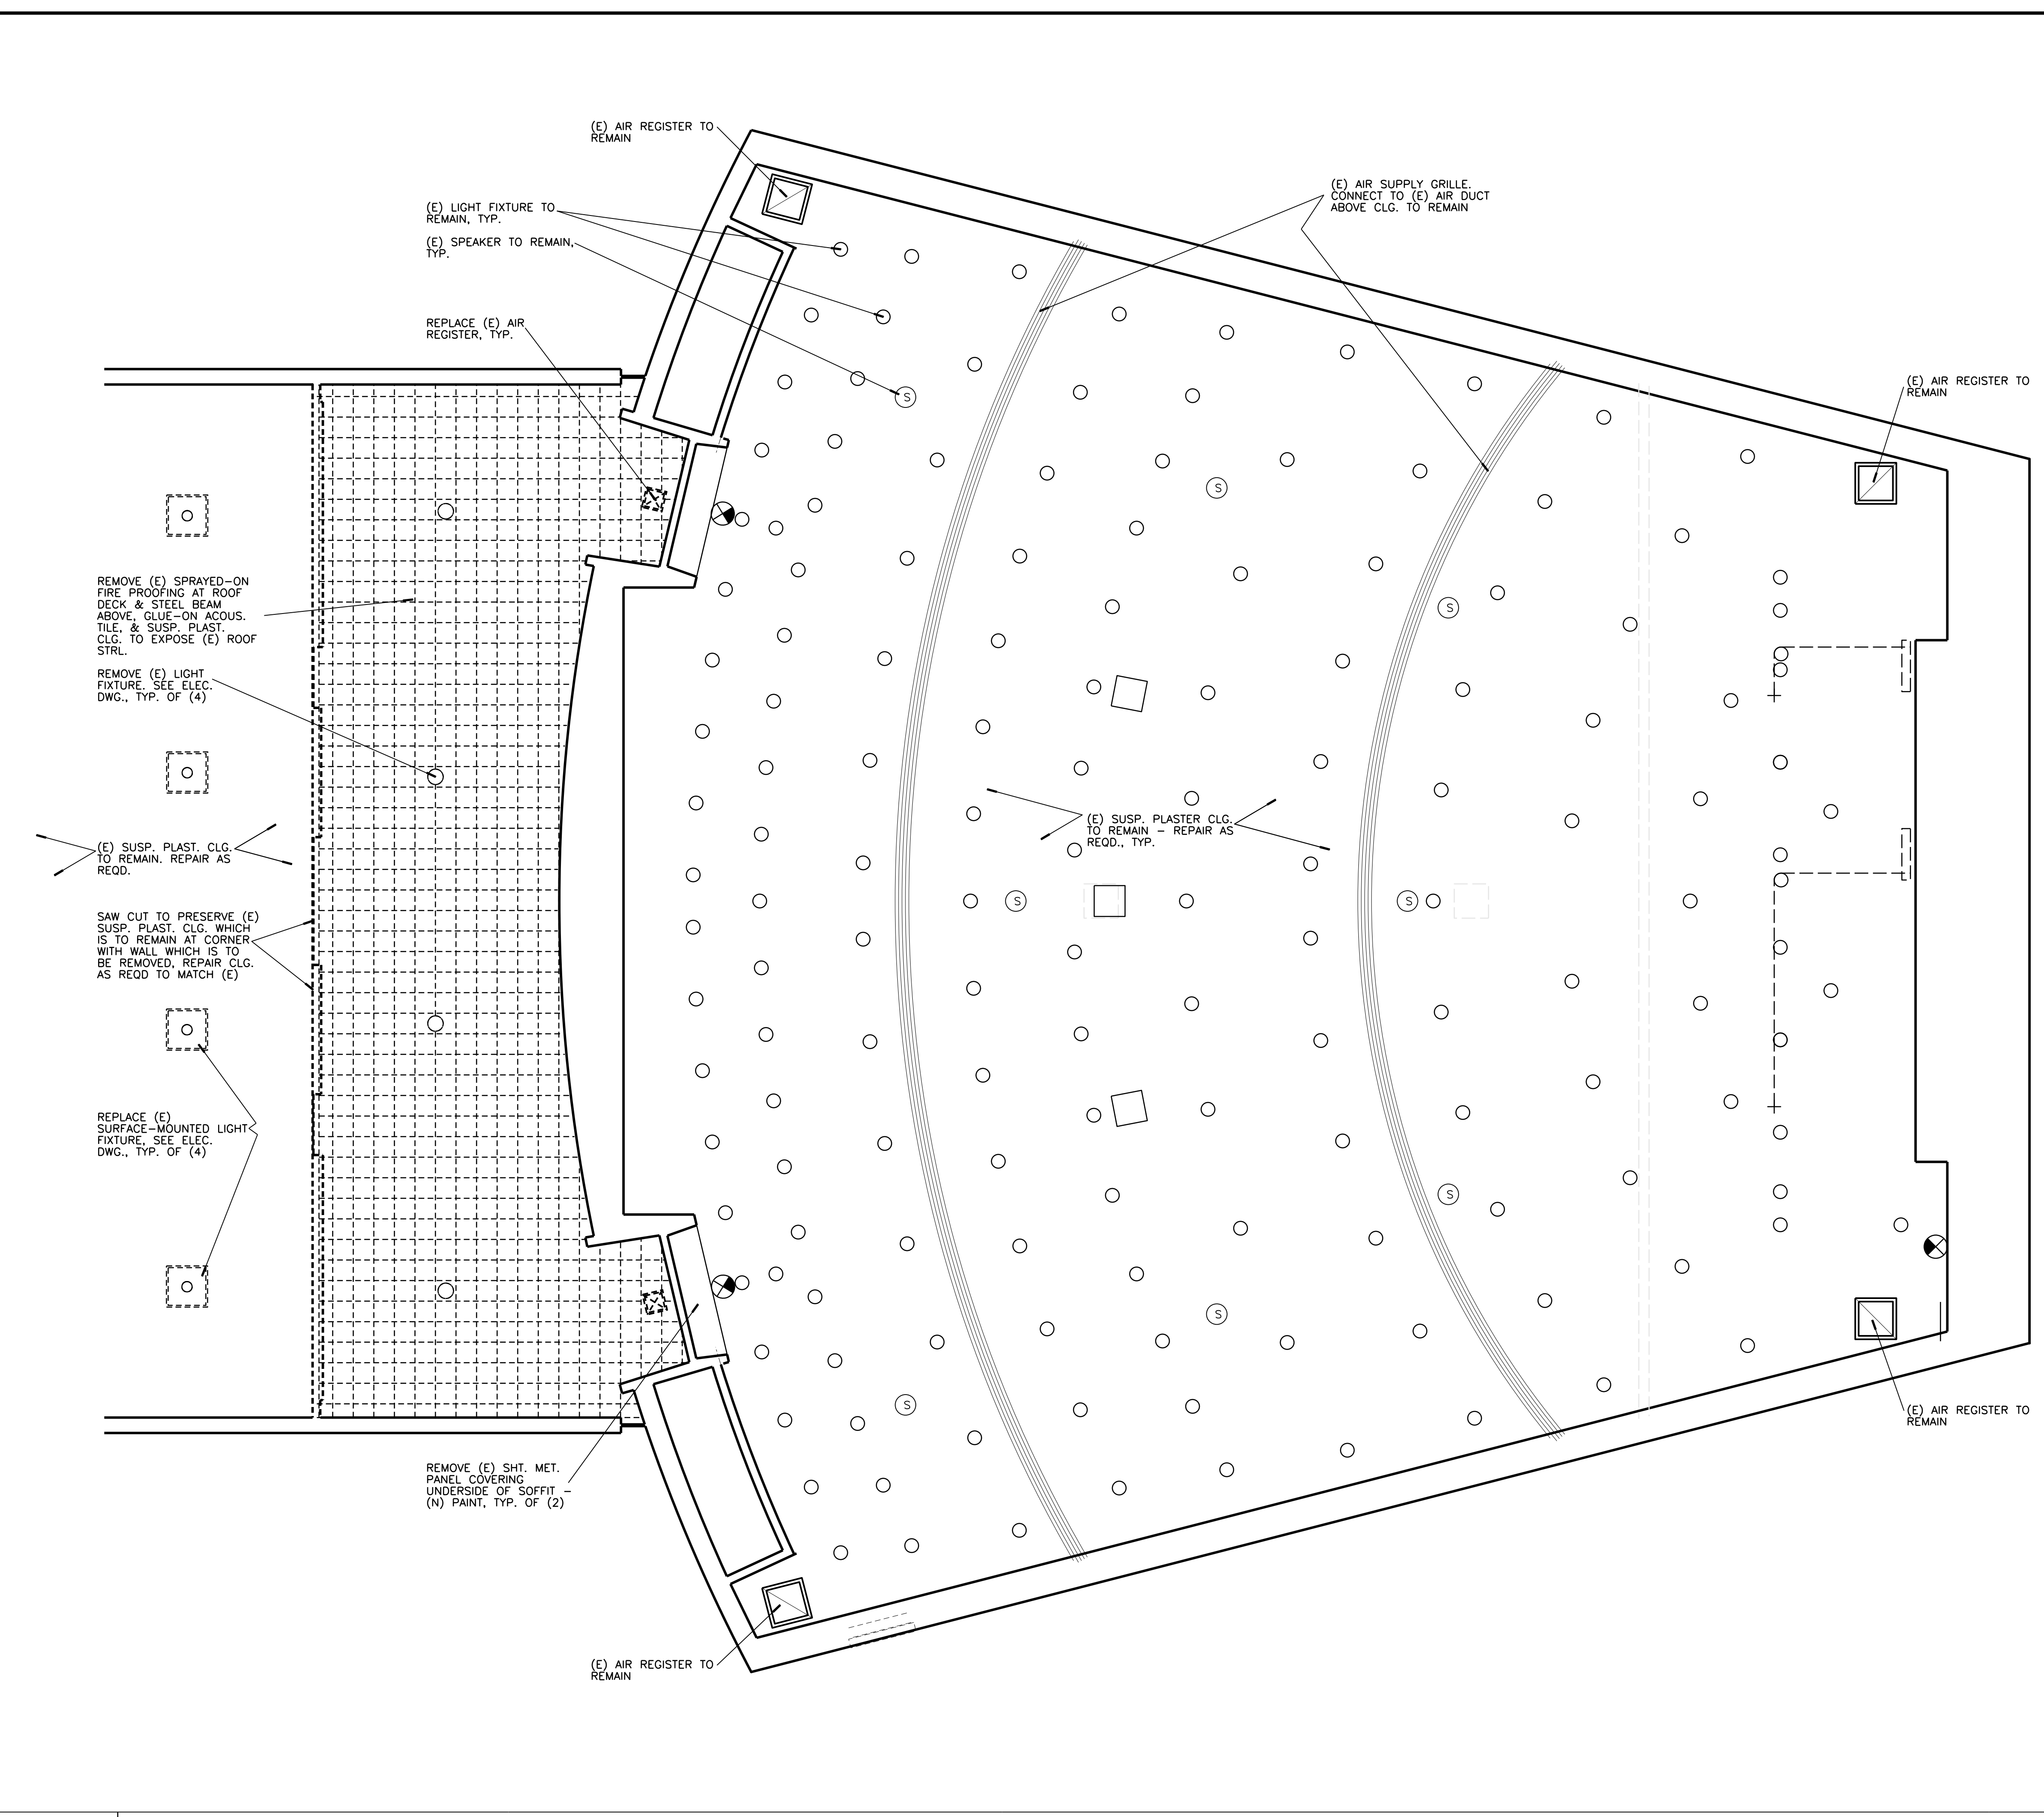 (E) AIR REGISTER TO
REMAIN
(E) AIR SUPPLY GRILLE.
CONNECT TO (E) AIR DUCT
ABOVE CLG. TO REMAIN
(E) LIGHT FIXTURE TO
REMAIN, TYP.
(E) SPEAKER TO REMAIN,
TYP.
REPLACE (E) AIR
REGISTER, TYP.
(E) AIR REGISTER TO
REMAIN
S
S
S
REMOVE (E) SPRAYED-ON
FIRE PROOFING AT ROOF
DECK & STEEL BEAM
ABOVE, GLUE-ON ACOUS.
TILE, & SUSP. PLAST.
CLG. TO EXPOSE (E) ROOF
STRL.
REMOVE (E) LIGHT
FIXTURE. SEE ELEC.
DWG., TYP. OF (4)
(E) SUSP. PLAST. CLG.
TO REMAIN. REPAIR AS
REQD.
(E) SUSP. PLASTER CLG.
TO REMAIN - REPAIR AS
REQD., TYP.
S
S
SAW CUT TO PRESERVE (E)
SUSP. PLAST. CLG. WHICH
IS TO REMAIN AT CORNER
WITH WALL WHICH IS TO
BE REMOVED, REPAIR CLG.
AS REQD TO MATCH (E)
REPLACE (E)
SURFACE-MOUNTED LIGHT
FIXTURE, SEE ELEC.
DWG., TYP. OF (4)
S
S
S
(E) AIR REGISTER TO
REMAIN
REMOVE (E) SHT. MET.
PANEL COVERING
UNDERSIDE OF SOFFIT -
(N) PAINT, TYP. OF (2)
(E) AIR REGISTER TO
REMAIN